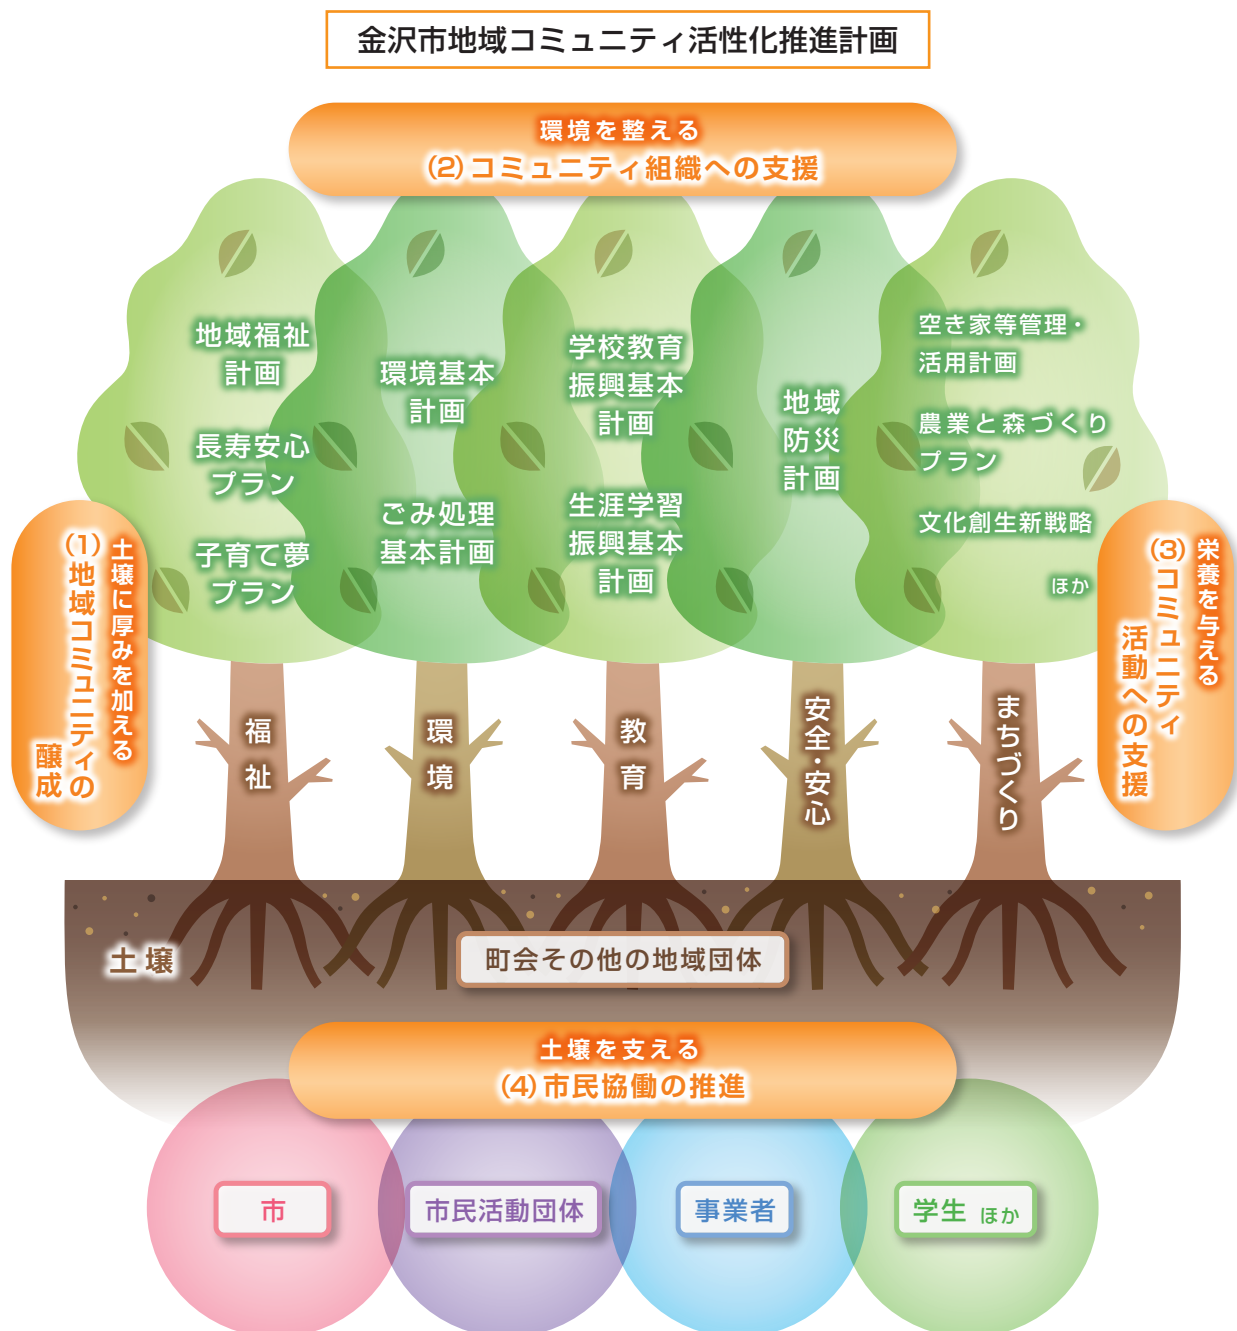 金沢市地域コミュニティ活性化推進計画
環境を整える
(2)コミュニティ組織への支援
地域福祉
計画
長寿安心
プラン
子育て夢
プラン
環境基本
計画
ごみ処理
基本計画
学校教育
振興基本
計画
生涯学習
振興基本
計画
地域
防災
計画
空き家等管理・
活用計画
農業と森づくり
プラン
文化創生新戦略
ほか
土壌に厚みを加える
(1)地域コミュニティの
醸成
栄養を与える
(3)コミュニティ
活動への支援
福祉
環境
教育
安全・安心
まちづくり
土壌
町会その他の地域団体
土壌を支える
(4)市民協働の推進
市
市民活動団体
事業者
学生 ほか